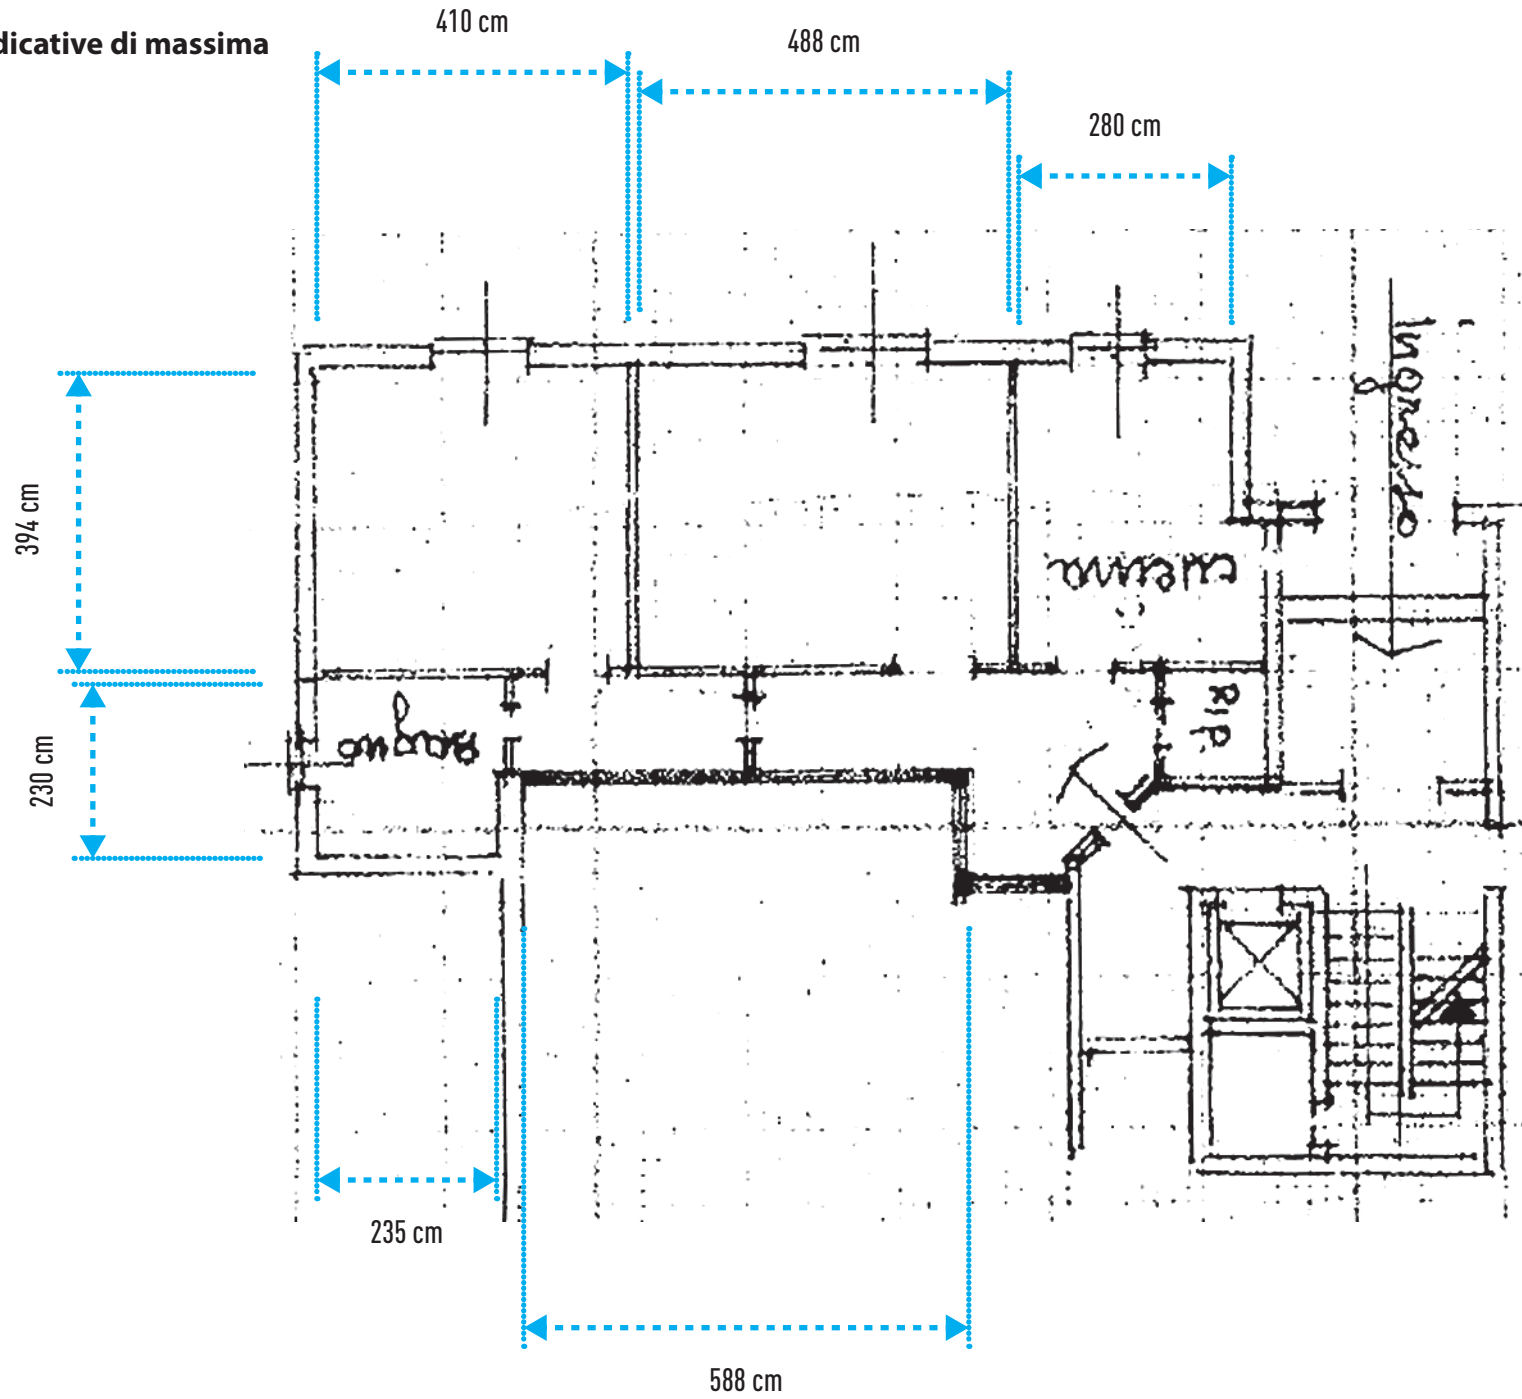 dicative di massima
410 cm
488 cm
280 cm
Ingresso
394 cm
cucina
Rip.
bagno
230 cm
235 cm
588 cm